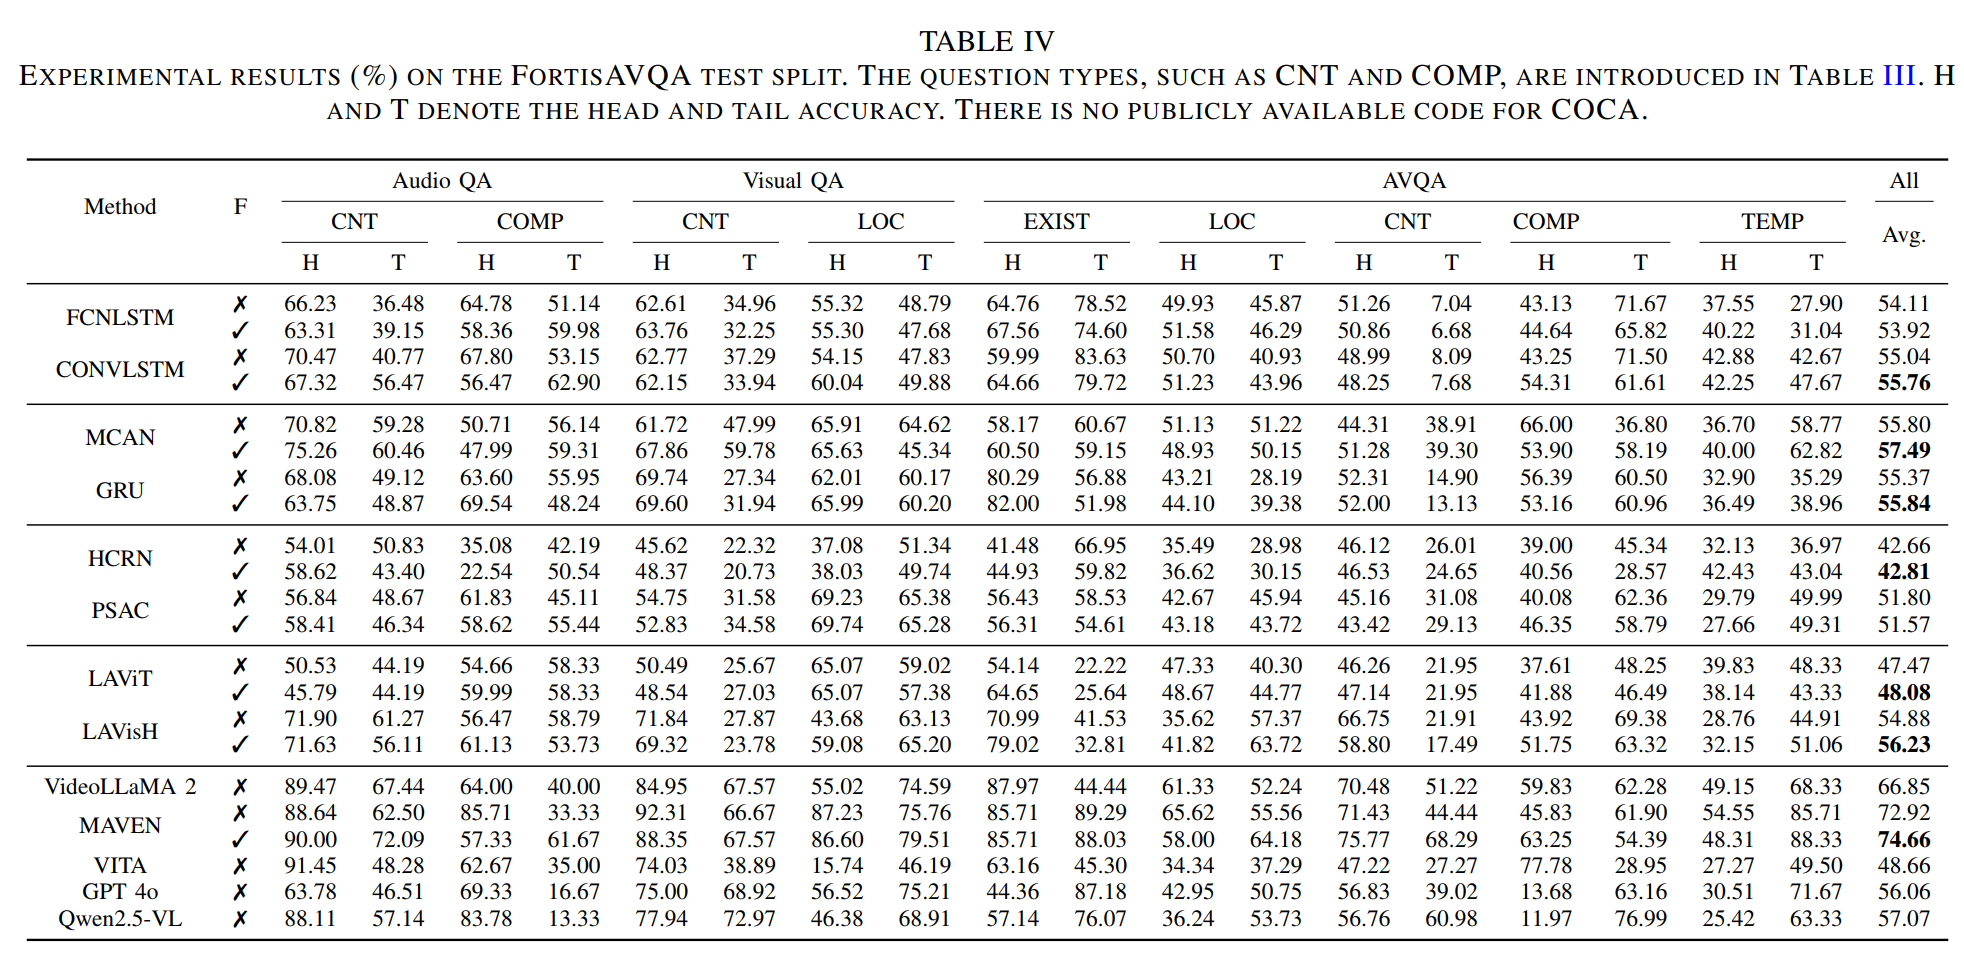 TABLE IV
EXPERIMENTAL RESULTS (%) ON THE FORTISAVQA TEST SPLIT. THE QUESTION TYPES, SUCH AS CNT AND COMP, ARE INTRODUCED IN TABLE III. H
AND T DENOTE THE HEAD AND TAIL ACCURACY. THERE IS NO PUBLICLY AVAILABLE CODE FOR COCA.
Method F Audio QA Visual QA AVQA All
CNT COMP CNT LOC EXIST LOC CNT COMP TEMP Avg.
H T H T H T H T H T H T H T H T H T
FCNLSTM ✗ 66.23 36.48 64.78 51.14 62.61 34.96 55.32 48.79 64.76 78.52 49.93 45.87 51.26 7.04 43.13 71.67 37.55 27.90 54.11
✓ 63.31 39.15 58.36 59.98 63.76 32.25 55.30 47.68 67.56 74.60 51.58 46.29 50.86 6.68 44.64 65.82 40.22 31.04 53.92
CONVLSTM ✗ 70.47 40.77 67.80 53.15 62.77 37.29 54.15 47.83 59.99 83.63 50.70 40.93 48.99 8.09 43.25 71.50 42.88 42.67 55.04
✓ 67.32 56.47 56.47 62.90 62.15 33.94 60.04 49.88 64.66 79.72 51.23 43.96 48.25 7.68 54.31 61.61 42.25 47.67 55.76
MCAN ✗ 70.82 59.28 50.71 56.14 61.72 47.99 65.91 64.62 58.17 60.67 51.13 51.22 44.31 38.91 66.00 36.80 36.70 58.77 55.80
✓ 75.26 60.46 47.99 59.31 67.86 59.78 65.63 45.34 60.50 59.15 48.93 50.15 51.28 39.30 53.90 58.19 40.00 62.82 57.49
GRU ✗ 68.08 49.12 63.60 55.95 69.74 27.34 62.01 60.17 80.29 56.88 43.21 28.19 52.31 14.90 56.39 60.50 32.90 35.29 55.37
✓ 63.75 48.87 69.54 48.24 69.60 31.94 65.99 60.20 82.00 51.98 44.10 39.38 52.00 13.13 53.16 60.96 36.49 38.96 55.84
HCRN ✗ 54.01 50.83 35.08 42.19 45.62 22.32 37.08 51.34 41.48 66.95 35.49 28.98 46.12 26.01 39.00 45.34 32.13 36.97 42.66
✓ 58.62 43.40 22.54 50.54 48.37 20.73 38.03 49.74 44.93 59.82 36.62 30.15 46.53 24.65 40.56 28.57 42.43 43.04 42.81
PSAC ✗ 56.84 48.67 61.83 45.11 54.75 31.58 69.23 65.38 56.43 58.53 42.67 45.94 45.16 31.08 40.08 62.36 29.79 49.99 51.80
✓ 58.41 46.34 58.62 55.44 52.83 34.58 69.74 65.28 56.31 54.61 43.18 43.72 43.42 29.13 46.35 58.79 27.66 49.31 51.57
LAViT ✗ 50.53 44.19 54.66 58.33 50.49 25.67 65.07 59.02 54.14 22.22 47.33 40.30 46.26 21.95 37.61 48.25 39.83 48.33 47.47
✓ 45.79 44.19 59.99 58.33 48.54 27.03 65.07 57.38 64.65 25.64 48.67 44.77 47.14 21.95 41.88 46.49 38.14 43.33 48.08
LAVisH ✗ 71.90 61.27 56.47 58.79 71.84 27.87 43.68 63.13 70.99 41.53 35.62 57.37 66.75 21.91 43.92 69.38 28.76 44.91 54.88
✓ 71.63 56.11 61.13 53.73 69.32 23.78 59.08 65.20 79.02 32.81 41.82 63.72 58.80 17.49 51.75 63.32 32.15 51.06 56.23
VideoLLaMA 2 ✗ 89.47 67.44 64.00 40.00 84.95 67.57 55.02 74.59 87.97 44.44 61.33 52.24 70.48 51.22 59.83 62.28 49.15 68.33 66.85
MAVEN ✗ 88.64 62.50 85.71 33.33 92.31 66.67 87.23 75.76 85.71 89.29 65.62 55.56 71.43 44.44 45.83 61.90 54.55 85.71 72.92
✓ 90.00 72.09 57.33 61.67 88.35 67.57 86.60 79.51 85.71 88.03 58.00 64.18 75.77 68.29 63.25 54.39 48.31 88.33 74.66
VITA ✗ 91.45 48.28 62.67 35.00 74.03 38.89 15.74 46.19 63.16 45.30 34.34 37.29 47.22 27.27 77.78 28.95 27.27 49.50 48.66
GPT 4o ✗ 63.78 46.51 69.33 16.67 75.00 68.92 56.52 75.21 44.36 87.18 42.95 50.75 56.83 39.02 13.68 63.16 30.51 71.67 56.06
Qwen2.5-VL ✗ 88.11 57.14 83.78 13.33 77.94 72.97 46.38 68.91 57.14 76.07 36.24 53.73 56.76 60.98 11.97 76.99 25.42 63.33 57.07